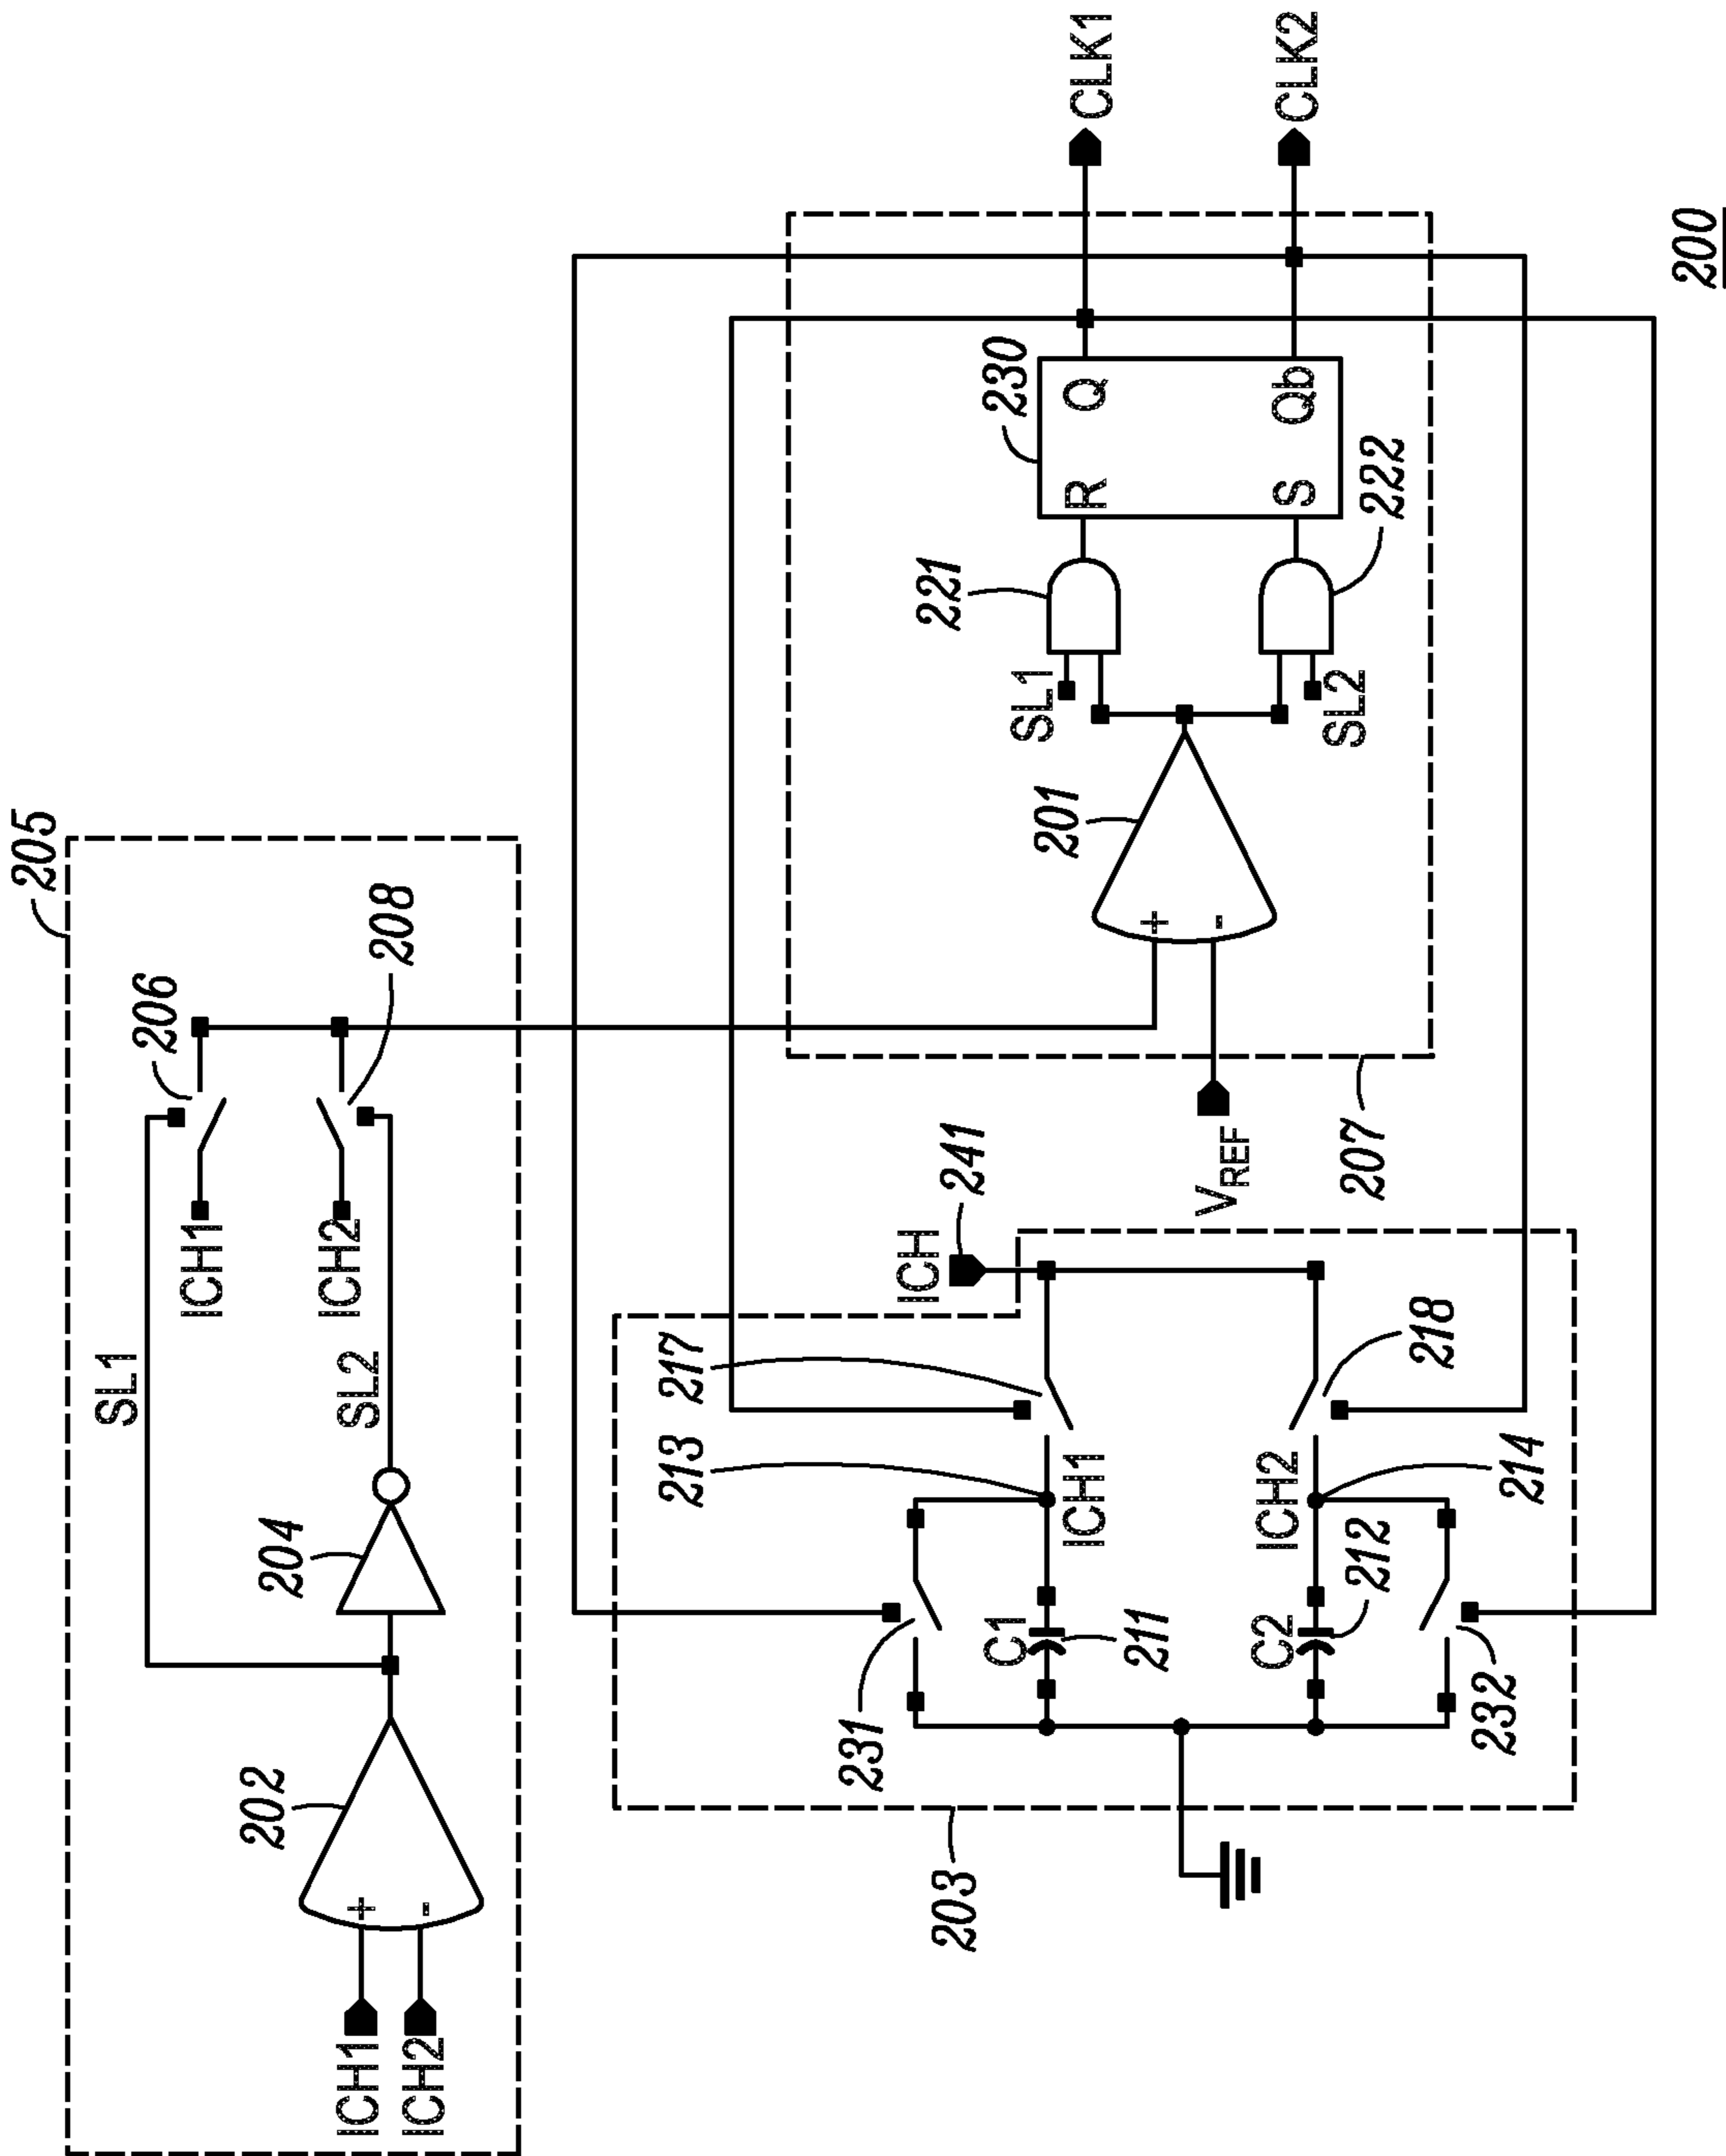 205
SL1
206
ICH1
208
ICH2
SL2
204
202
+
-
ICH1
ICH2
CLK1
CLK2
230
R
Q
S
Qb
221
222
SL1
SL2
201
+
-
VREF
207
ICH
241
217
213
218
214
ICH1
ICH2
231
C1
211
C2
212
232
203
200